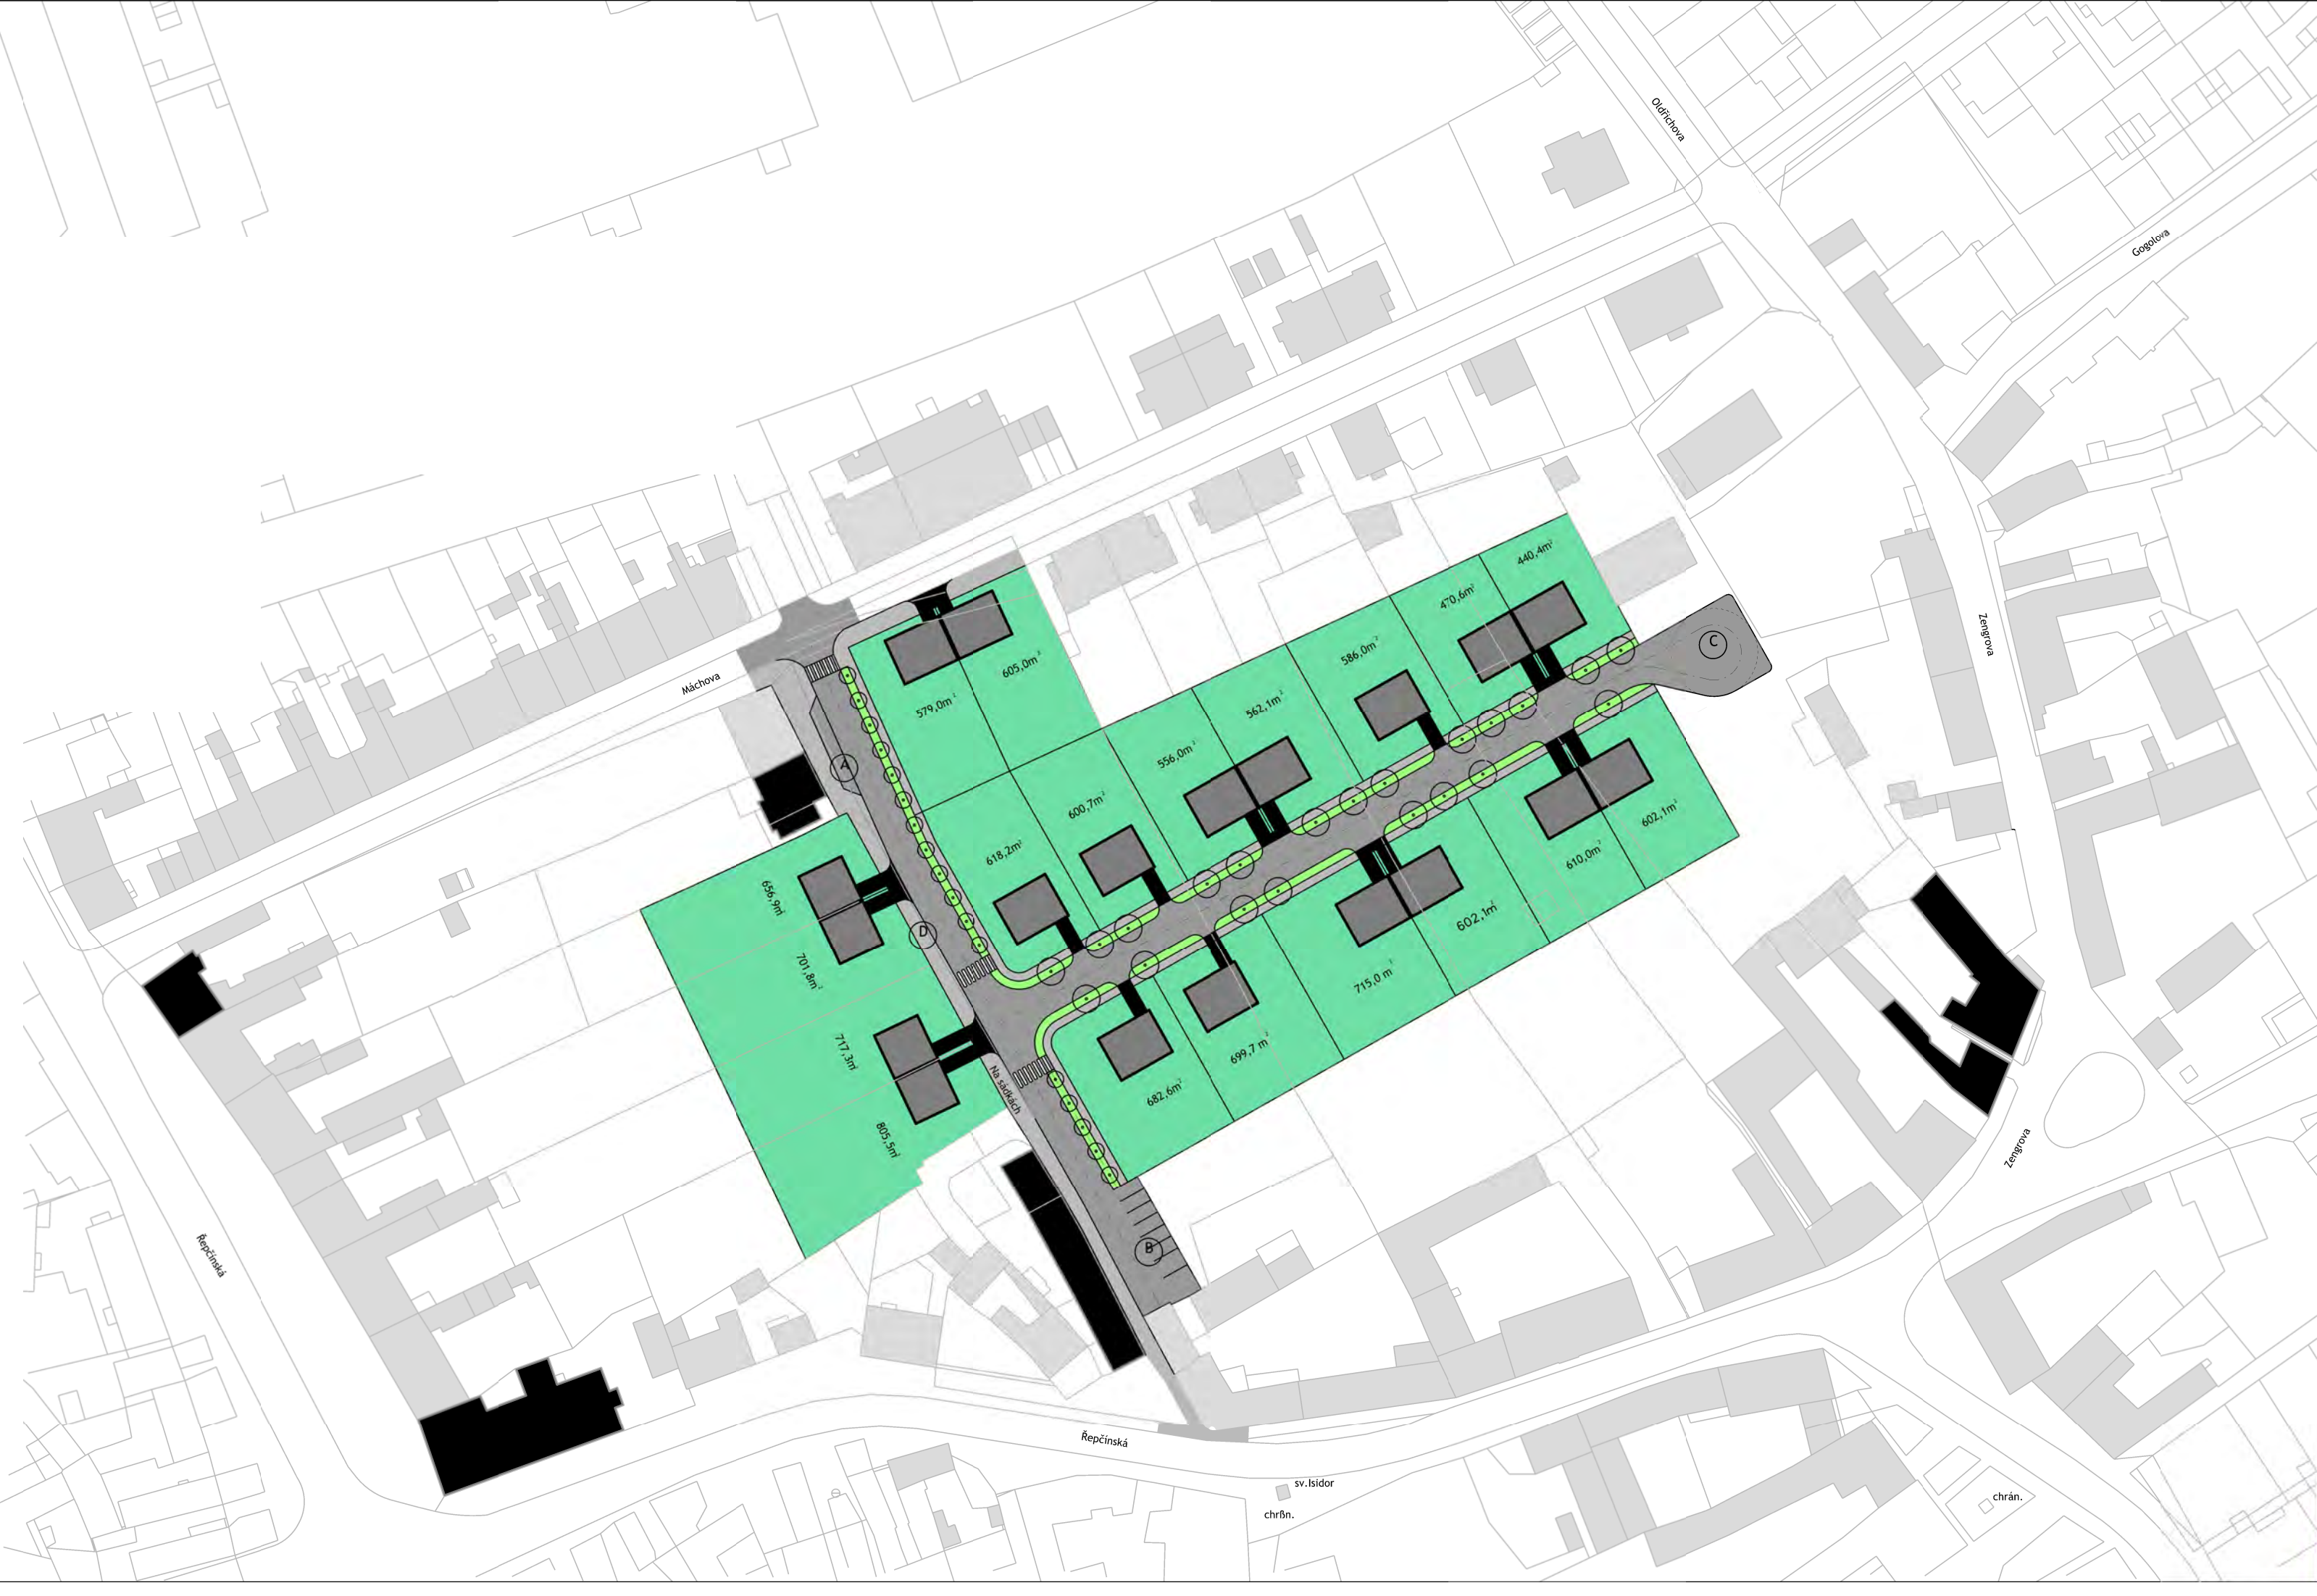 Oldřichova
Gogolova
440,4m²
470,6m²
586,0m²
605,0m²
579,0m²
562,1m²
556,0m²
600,7m²
618,2m²
Máchova
Zengrova
C
A
D
B
656,9m²
701,8m²
717,3m²
805,5m²
Na sádkách
602,1m²
610,0m²
602,1m²
715,0 m²
699,7 m²
682,6m²
Zengrova
Řepčínská
Řepčínská
sv.Isidor
chrßn.
chrán.